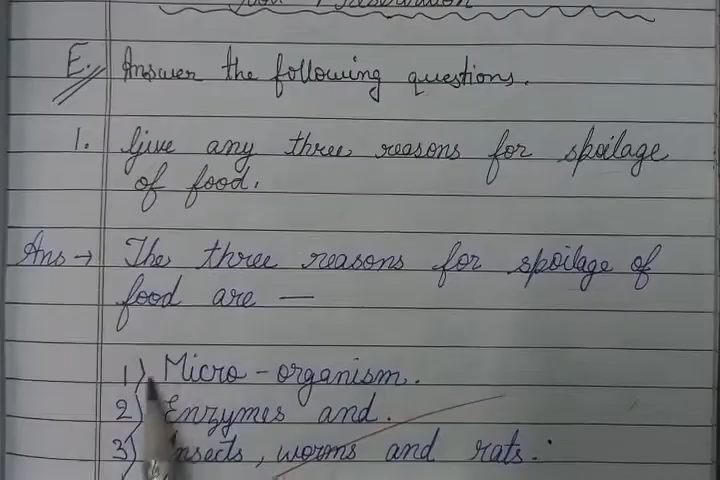 E. Answer the following questions.
1. Give any three reasons for spoilage
of food.
Ans → The three reasons for spoilage of
food are —
1) Micro-organism.
2) Enzymes and.
3) Insects, worms and rats.